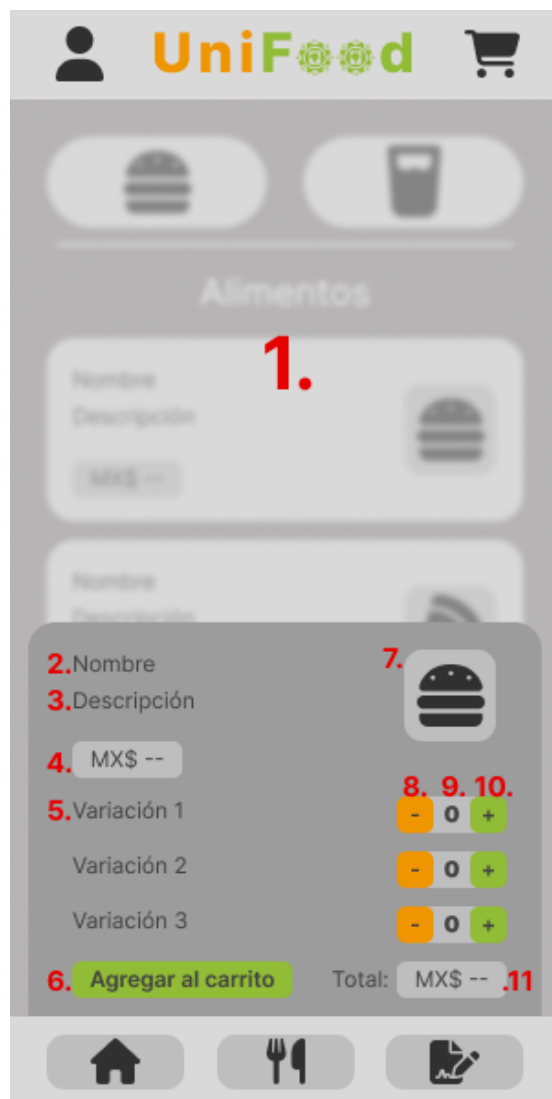 UniFood
Alimentos
1.
Nombre
Descripción
MX$ --
Nombre
Descripción
2. Nombre
7.
3. Descripción
4. MX$ --
8. 9. 10.
5. Variación 1 - 0 +
Variación 2 - 0 +
Variación 3 - 0 +
6. Agregar al carrito Total: MX$ -- .11